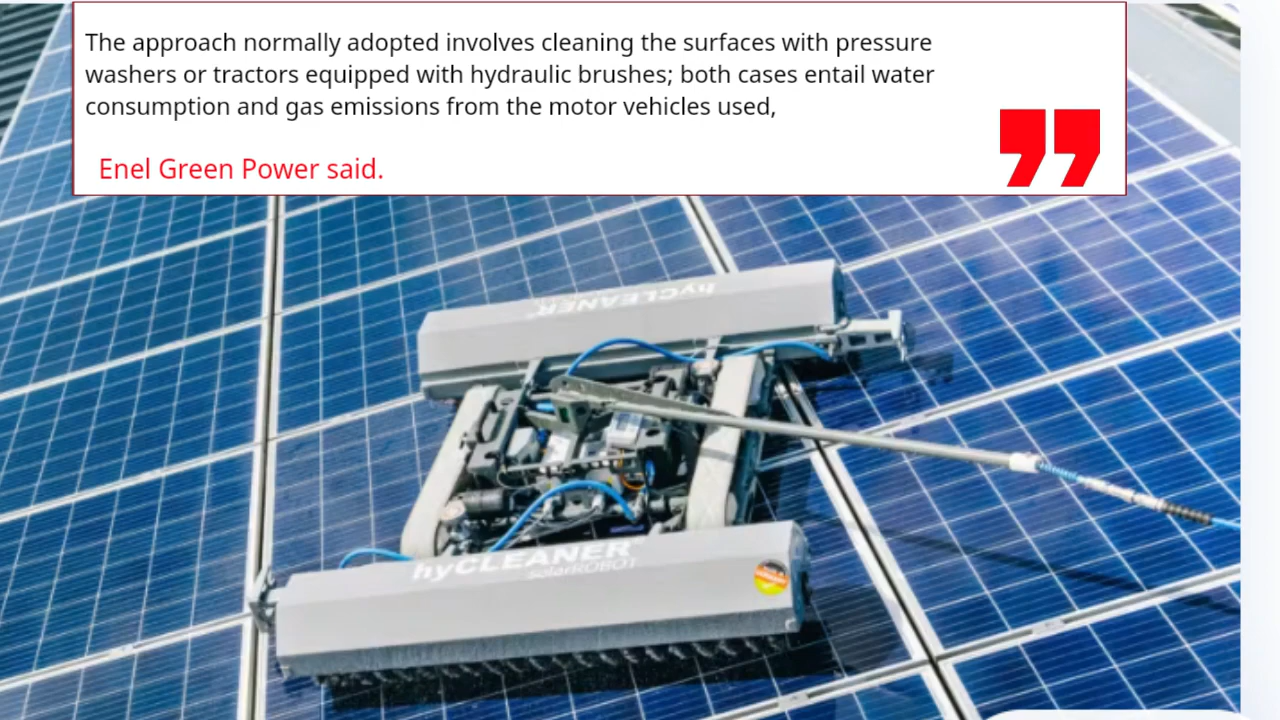 The approach normally adopted involves cleaning the surfaces with pressure
washers or tractors equipped with hydraulic brushes; both cases entail water
consumption and gas emissions from the motor vehicles used,
Enel Green Power said.
”
hyCLEANER
hyCLEANER
solarROBOT